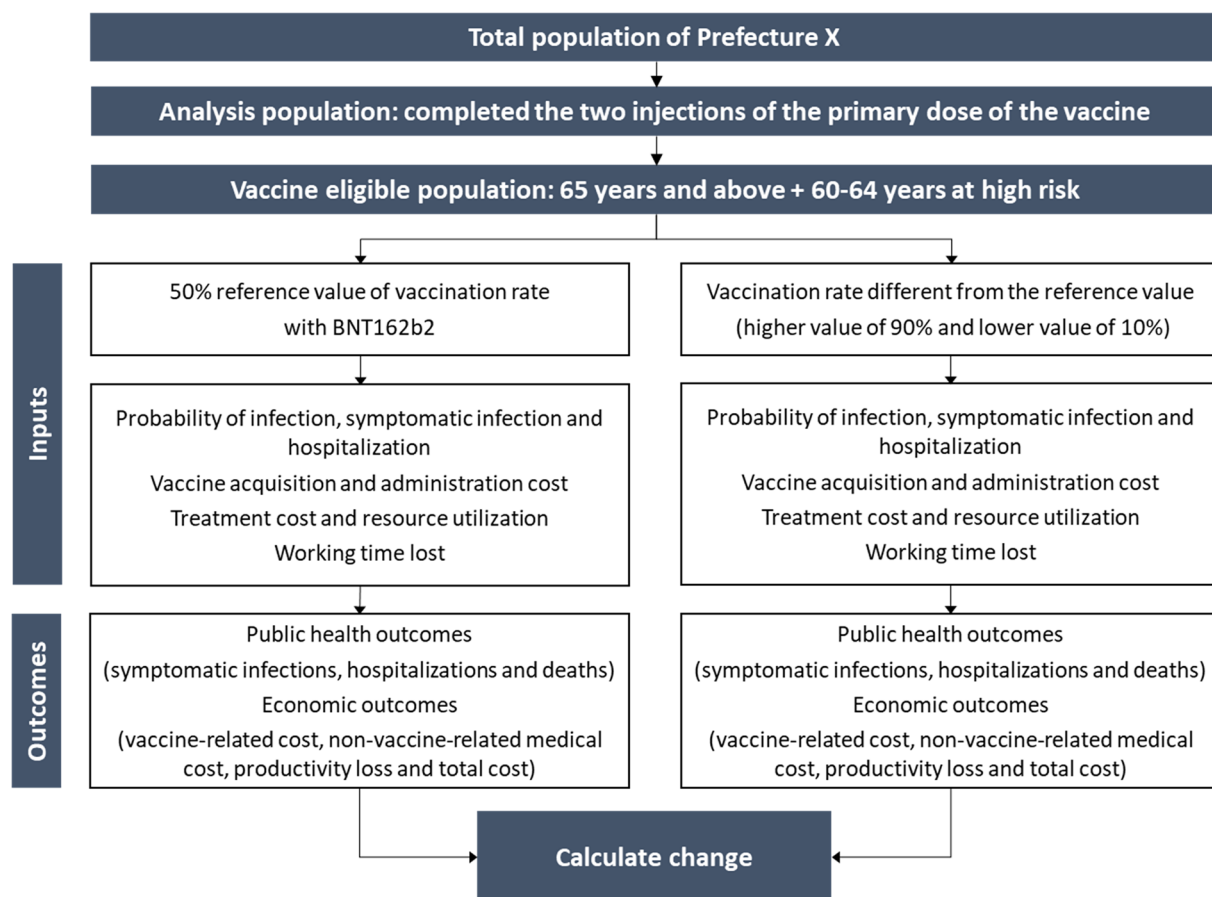 Total population of Prefecture X
Analysis population: completed the two injections of the primary dose of the vaccine
Vaccine eligible population: 65 years and above + 60-64 years at high risk
Inputs
50% reference value of vaccination rate
with BNT162b2
Vaccination rate different from the reference value
(higher value of 90% and lower value of 10%)
Probability of infection, symptomatic infection and
hospitalization
Vaccine acquisition and administration cost
Treatment cost and resource utilization
Working time lost
Probability of infection, symptomatic infection and
hospitalization
Vaccine acquisition and administration cost
Treatment cost and resource utilization
Working time lost
Outcomes
Public health outcomes
(symptomatic infections, hospitalizations and deaths)
Economic outcomes
(vaccine-related cost, non-vaccine-related medical
cost, productivity loss and total cost)
Public health outcomes
(symptomatic infections, hospitalizations and deaths)
Economic outcomes
(vaccine-related cost, non-vaccine-related medical
cost, productivity loss and total cost)
Calculate change